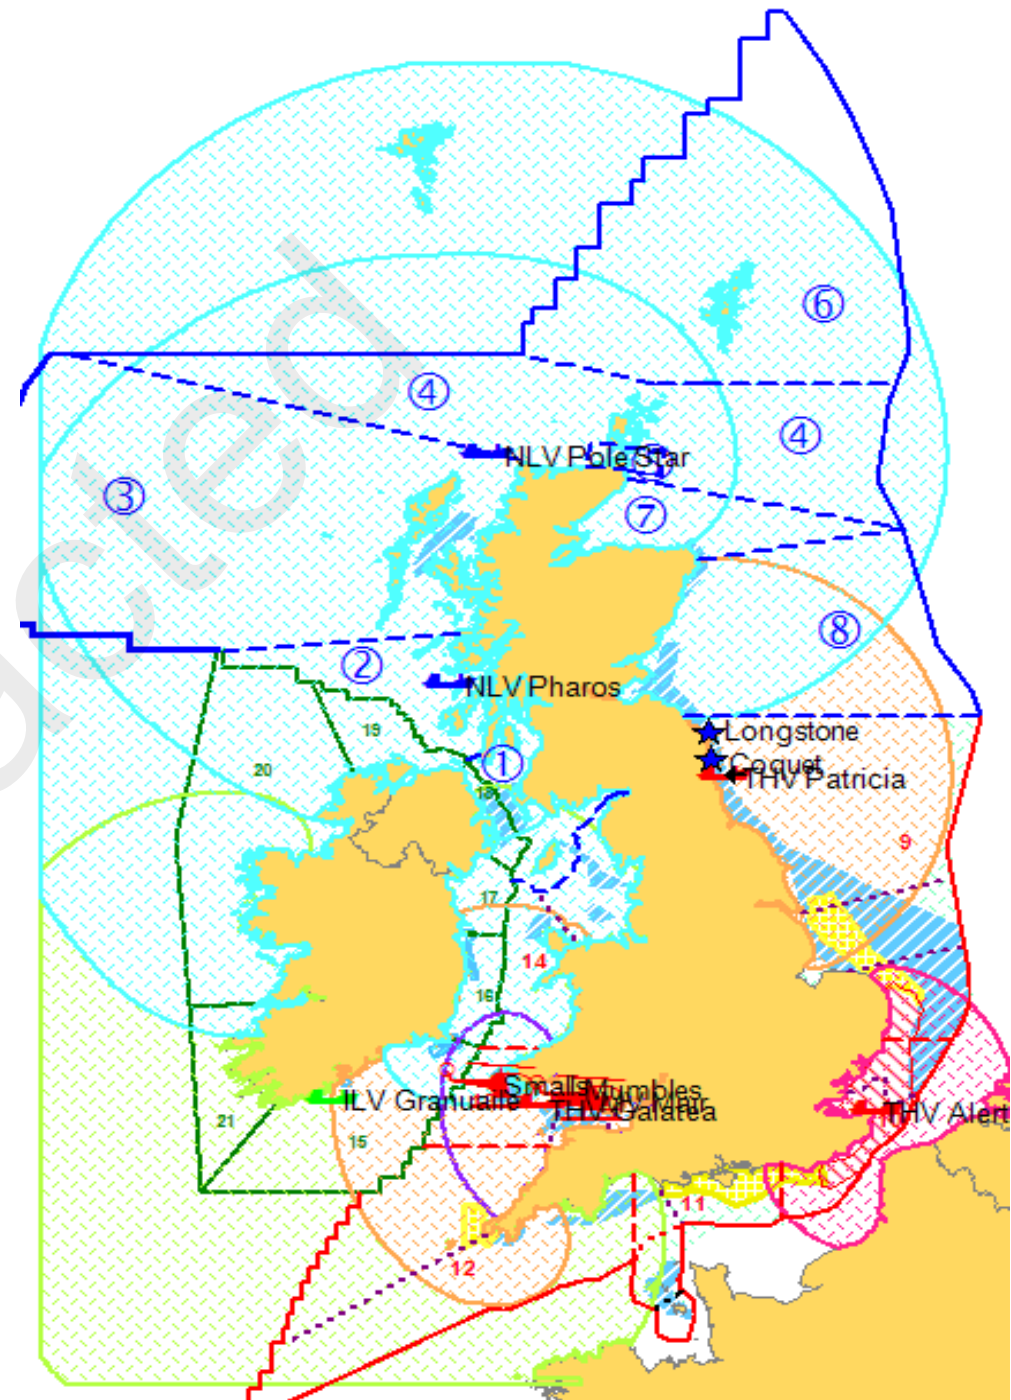 6
4
4
NLV Pole Star
3
7
8
2
NLV Pharos
19
Longstone
1
Coquet
20
THV Patricia
18
9
17
14
16
Smalls
Mumbles
ILV Granuaile
THV Galatea
THV Alert
21
15
11
12